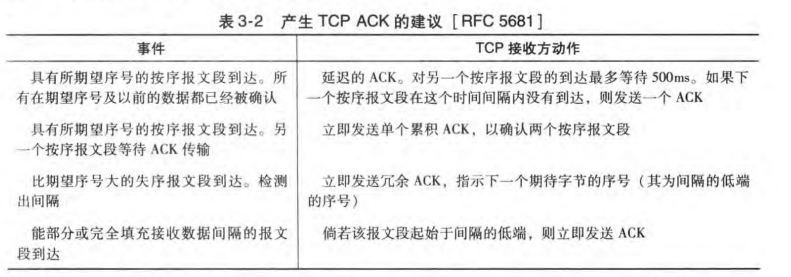 表3-2 产生 TCP ACK 的建议 [RFC 5681]
事件
TCP 接收方动作
具有所期望序号的按序报文段到达。所
有在期望序号及以前的数据都已经被确认
延迟的 ACK。对另一个按序报文段的到达最多等待 500ms。如果下
一个按序报文段在这个时间间隔内没有到达，则发送一个 ACK
具有所期望序号的按序报文段到达。另
一个按序报文段等待 ACK 传输
立即发送单个累积 ACK，以确认两个按序报文段
比期望序号大的失序报文段到达。检测
出间隔
立即发送冗余 ACK，指示下一个期待字节的序号（其为间隔的低端
的序号）
能部分或完全填充接收数据间隔的报文
段到达
倘若该报文段起始于间隔的低端，则立即发送 ACK